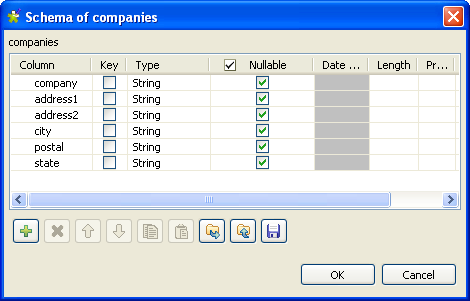 Schema of companies
companies
Column Key Type Nullable Date ... Length Pr...
company String
address1 String
address2 String
city String
postal String
state String
OK Cancel